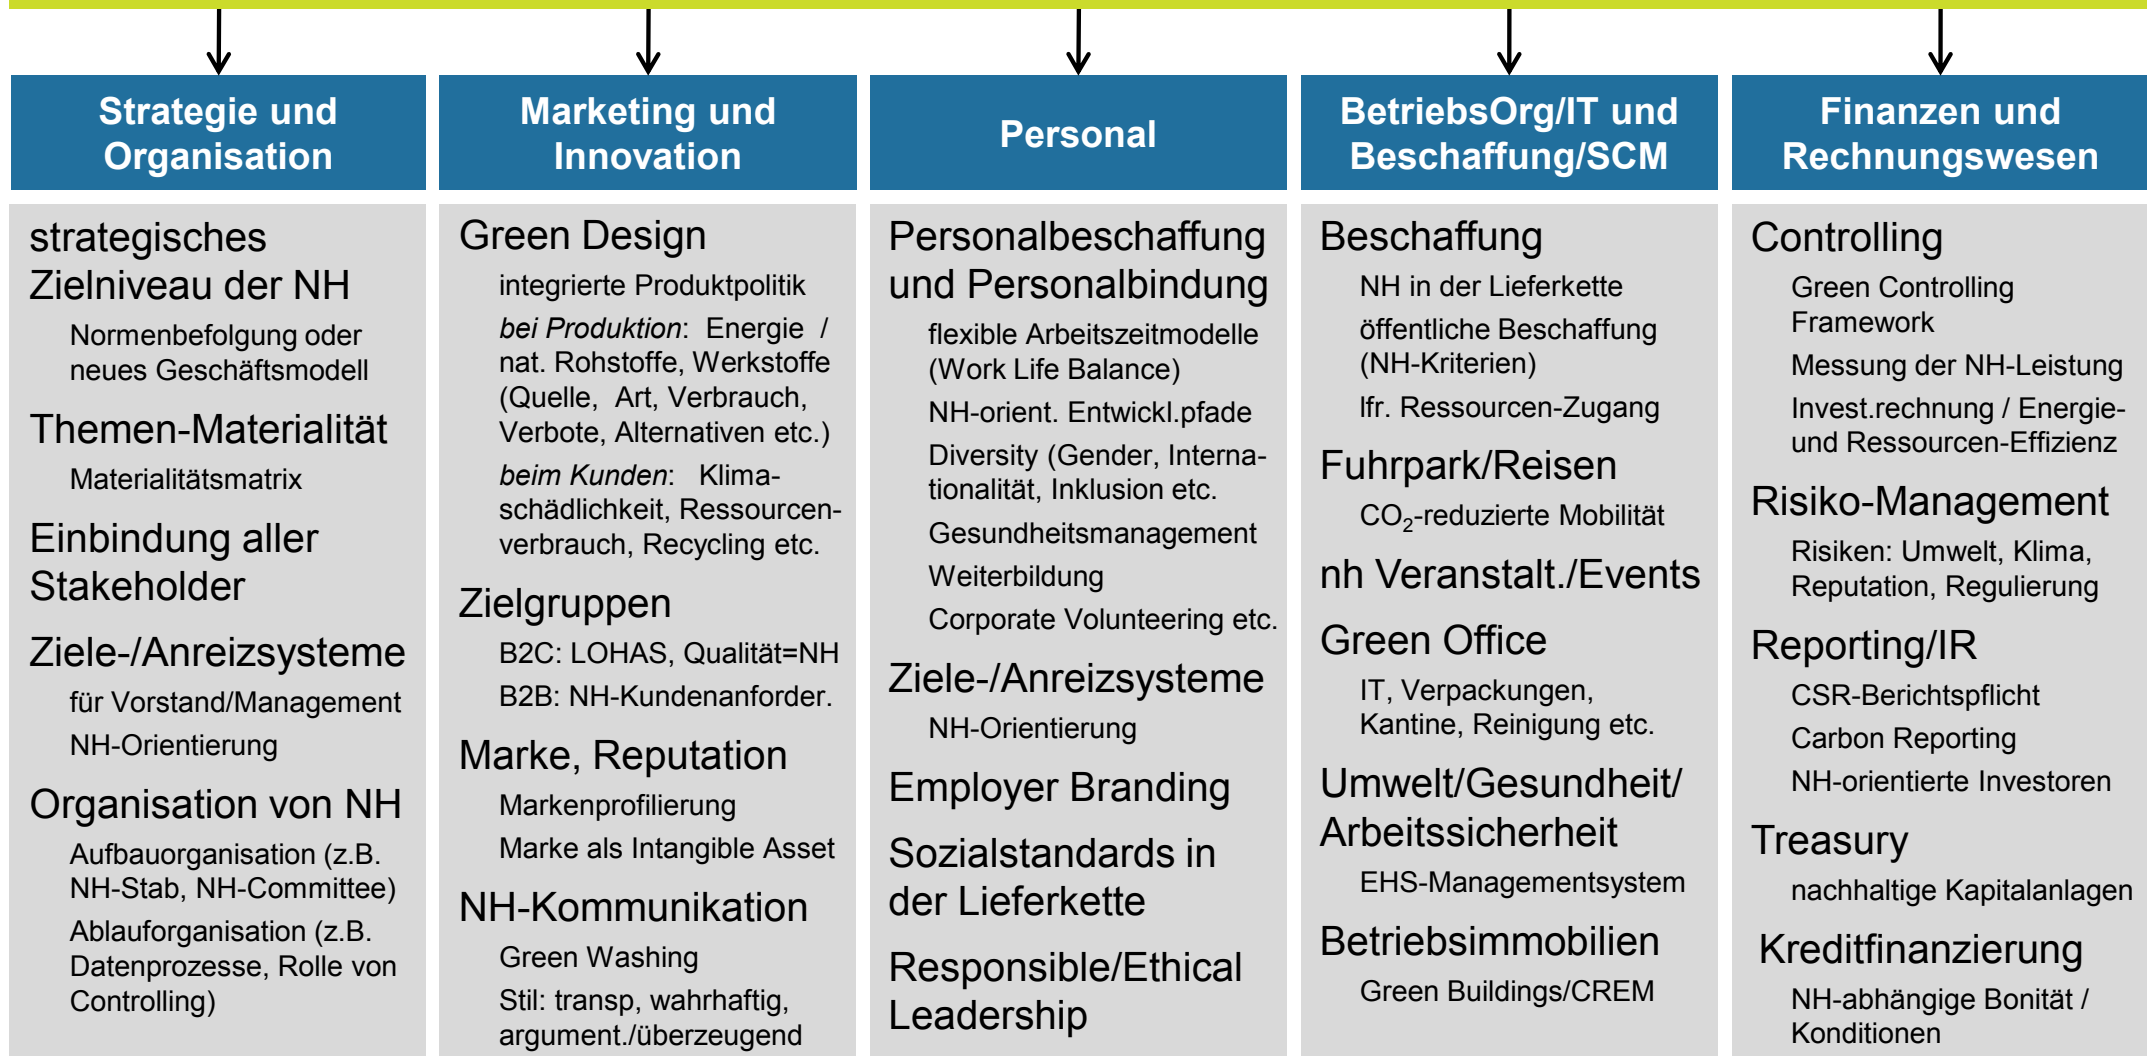 Strategie und
Organisation
strategisches
Zielniveau der NH
Normenbefolgung oder
neues Geschäftsmodell
Themen-Materialität
Materialitätsmatrix
Einbindung aller
Stakeholder
Ziele-/Anreizsysteme
für Vorstand/Management
NH-Orientierung
Organisation von NH
Aufbauorganisation (z.B.
NH-Stab, NH-Committee)
Ablauforganisation (z.B.
Datenprozesse, Rolle von
Controlling)
Marketing und
Innovation
Green Design
integrierte Produktpolitik
bei Produktion: Energie /
nat. Rohstoffe, Werkstoffe
(Quelle, Art, Verbrauch,
Verbote, Alternativen etc.)
beim Kunden: Klima-
schädlichkeit, Ressourcen-
verbrauch, Recycling etc.
Zielgruppen
B2C: LOHAS, Qualität=NH
B2B: NH-Kundenanforder.
Marke, Reputation
Markenprofilierung
Marke als Intangible Asset
NH-Kommunikation
Green Washing
Stil: transp, wahrhaftig,
argument./überzeugend
Personal
Personalbeschaffung
und Personalbindung
flexible Arbeitszeitmodelle
(Work Life Balance)
NH-orient. Entwickl.pfade
Diversity (Gender, Interna-
tionalität, Inklusion etc.
Gesundheitsmanagement
Weiterbildung
Corporate Volunteering etc.
Ziele-/Anreizsysteme
NH-Orientierung
Employer Branding
Sozialstandards in
der Lieferkette
Responsible/Ethical
Leadership
BetriebsOrg/IT und
Beschaffung/SCM
Beschaffung
NH in der Lieferkette
öffentliche Beschaffung
(NH-Kriterien)
lfr. Ressourcen-Zugang
Fuhrpark/Reisen
CO₂-reduzierte Mobilität
nh Veranstalt./Events
Green Office
IT, Verpackungen,
Kantine, Reinigung etc.
Umwelt/Gesundheit/
Arbeitssicherheit
EHS-Managementsystem
Betriebsimmobilien
Green Buildings/CREM
Finanzen und
Rechnungswesen
Controlling
Green Controlling
Framework
Messung der NH-Leistung
Invest.rechnung / Energie-
und Ressourcen-Effizienz
Risiko-Management
Risiken: Umwelt, Klima,
Reputation, Regulierung
Reporting/IR
CSR-Berichtspflicht
Carbon Reporting
NH-orientierte Investoren
Treasury
nachhaltige Kapitalanlagen
Kreditfinanzierung
NH-abhängige Bonität /
Konditionen